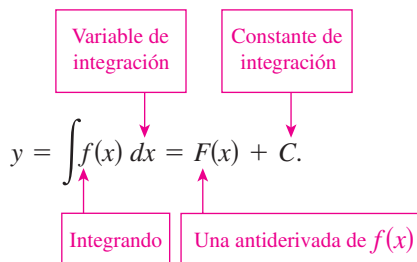 Variable de
integración
Constante de
integración
y = ∫f(x) dx = F(x) + C.
Integrando
Una antiderivada de f(x)